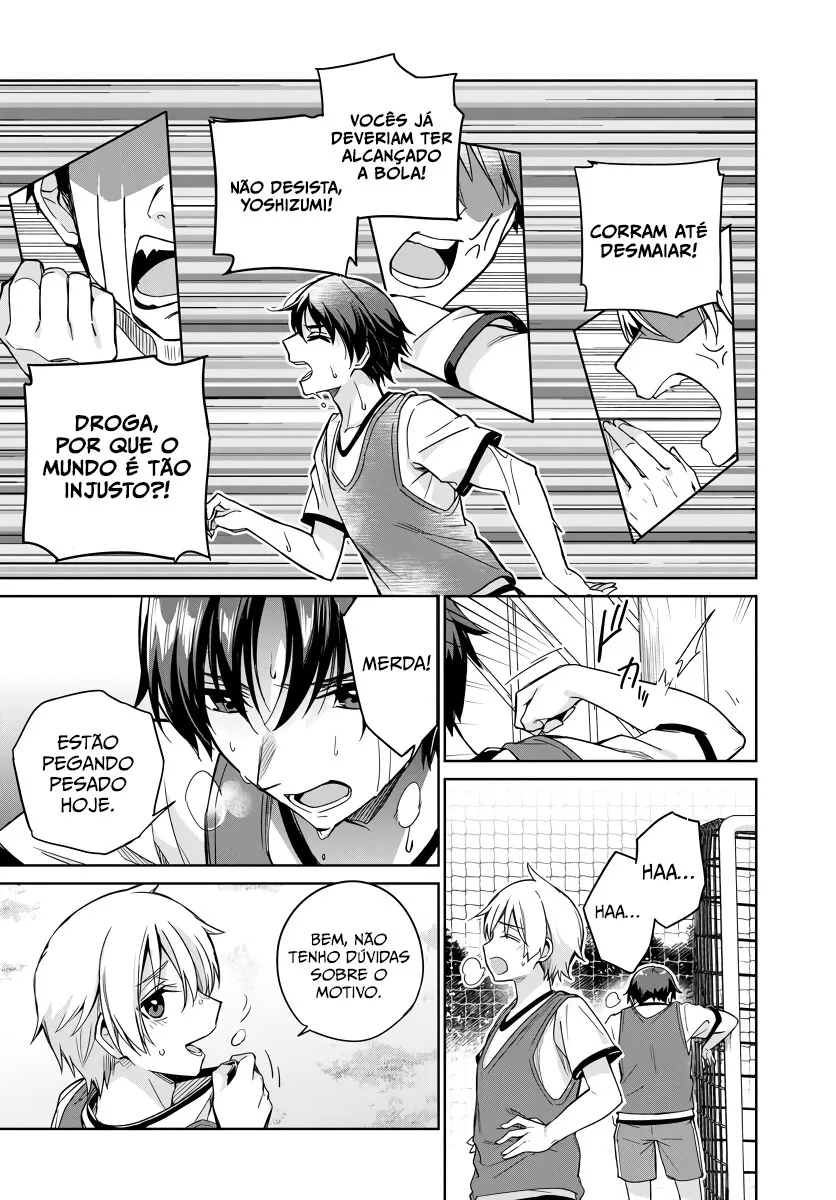 CORRAM ATÉ
DESMAIAR!
VOCÊS JÁ
DEVERIAM TER
ALCANÇADO
A BOLA!
NÃO DESISTA,
YOSHIZUMI!
DROGA,
POR QUE O
MUNDO É TÃO
INJUSTO?!
MERDA!
ESTÃO
PEGANDO
PESADO
HOJE.
HAA...
HAA...
BEM, NÃO
TENHO DÚVIDAS
SOBRE O
MOTIVO.